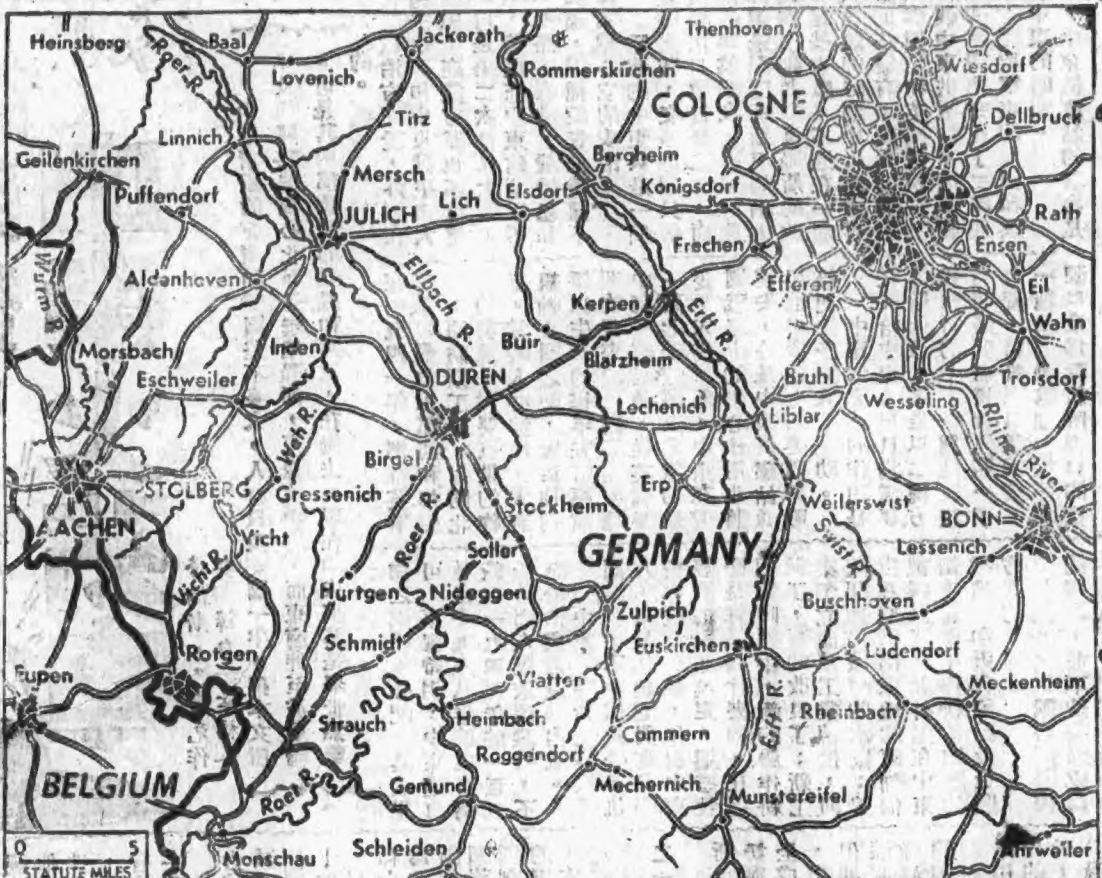 Heinsberg
Baal
Jackerath
Thenhoven
Roer R.
Lovenich
Rommerskirchen
Wiesdorf
COLOGNE
Titz
Dellbruck
Linnich
Geilenkirchen
Bergheim
Mersch
Elsdorf
Konigsdorf
Puffendorf
Lich
JULICH
Rath
Frechen
Ensen
Wurm R.
Ellbach R.
Aldenhoven
Efferen
Eil
Kerpen
Erft R.
Wahn
Inden
Buir
Blatzheim
Morsbach
Eschweiler
DUREN
Bruhl
Troisdorf
Wesseling
Lechenich
Liblar
Weh R.
Rhine River
Birgel
Erp
STOLBERG
Gressenich
Weilerswist
Stockheim
AACHEN
BONN
Roer R.
Vicht
Soller
GERMANY
Swist R.
Lessenich
Vicht R.
Hurtgen
Nideggen
Zulpich
Buschhoven
Schmidt
Euskirchen
Ludendorf
Rotgen
Eupen
Vlatten
Meckenheim
Strauch
Heimbach
Rheinbach
Erft R.
Commern
Roggendorf
BELGIUM
Roer R.
Gemund
Mechernich
Munstereifel
0 5
STATUTE MILES
Monschau
Schleiden
Ahrweiler